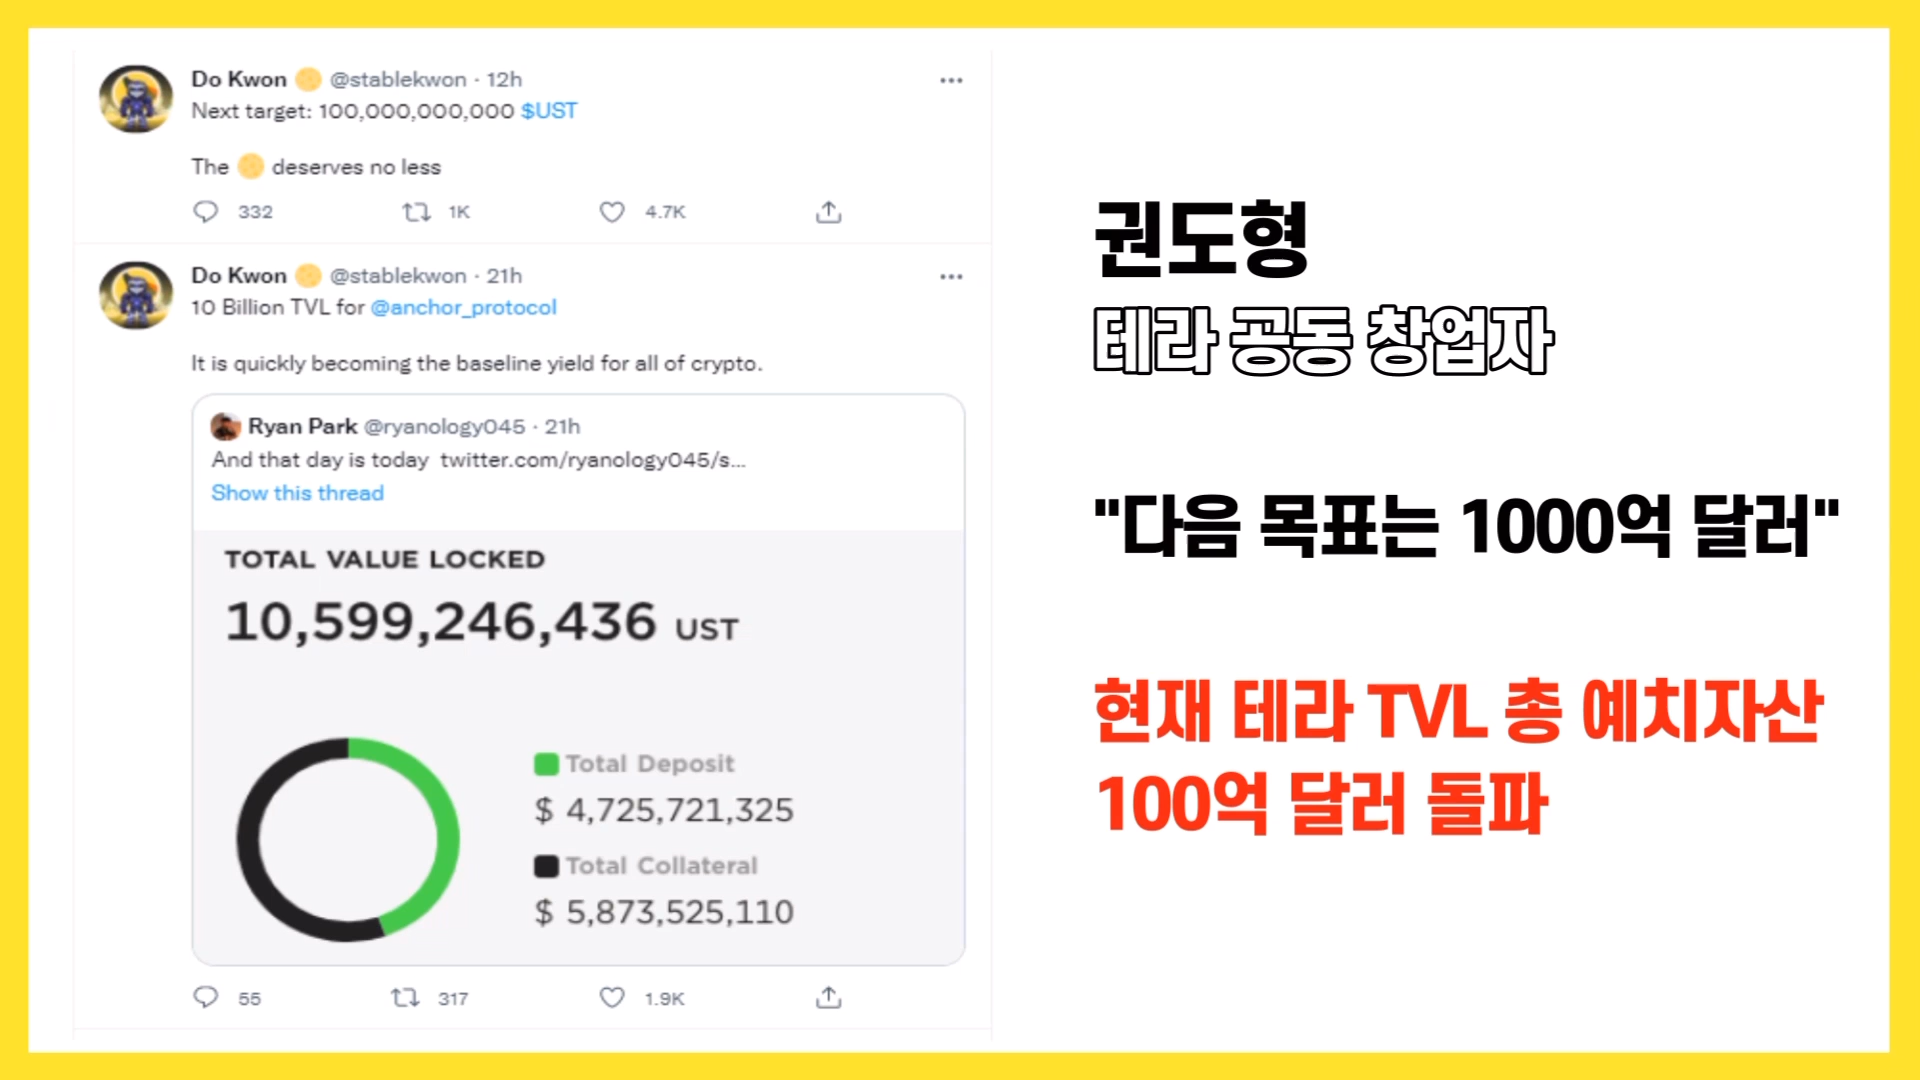 Do Kwon 🌕 @stablekwon · 12h
Next target: 100,000,000,000 $UST
The 🌕 deserves no less
332 1K 4.7K
Do Kwon 🌕 @stablekwon · 21h
10 Billion TVL for @anchor_protocol
It is quickly becoming the baseline yield for all of crypto.
Ryan Park @ryanology045 · 21h
And that day is today twitter.com/ryanology045/s...
Show this thread
TOTAL VALUE LOCKED
10,599,246,436 UST
Total Deposit
$ 4,725,721,325
Total Collateral
$ 5,873,525,110
55 317 1.9K
권도형
테라 공동 창업자
"다음 목표는 1000억 달러"
현재 테라 TVL 총 예치자산
100억 달러 돌파